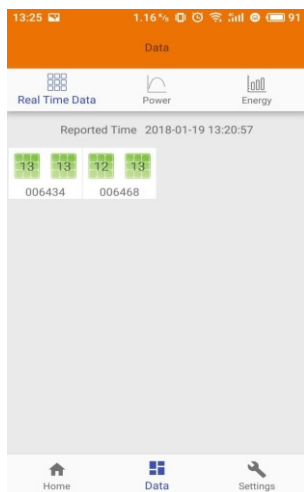 13:25 1.16 ᴷ/s 91
Data
Real Time Data Power Energy
Reported Time 2018-01-19 13:20:57
13 13 12 13
006434 006468
Home Data Settings